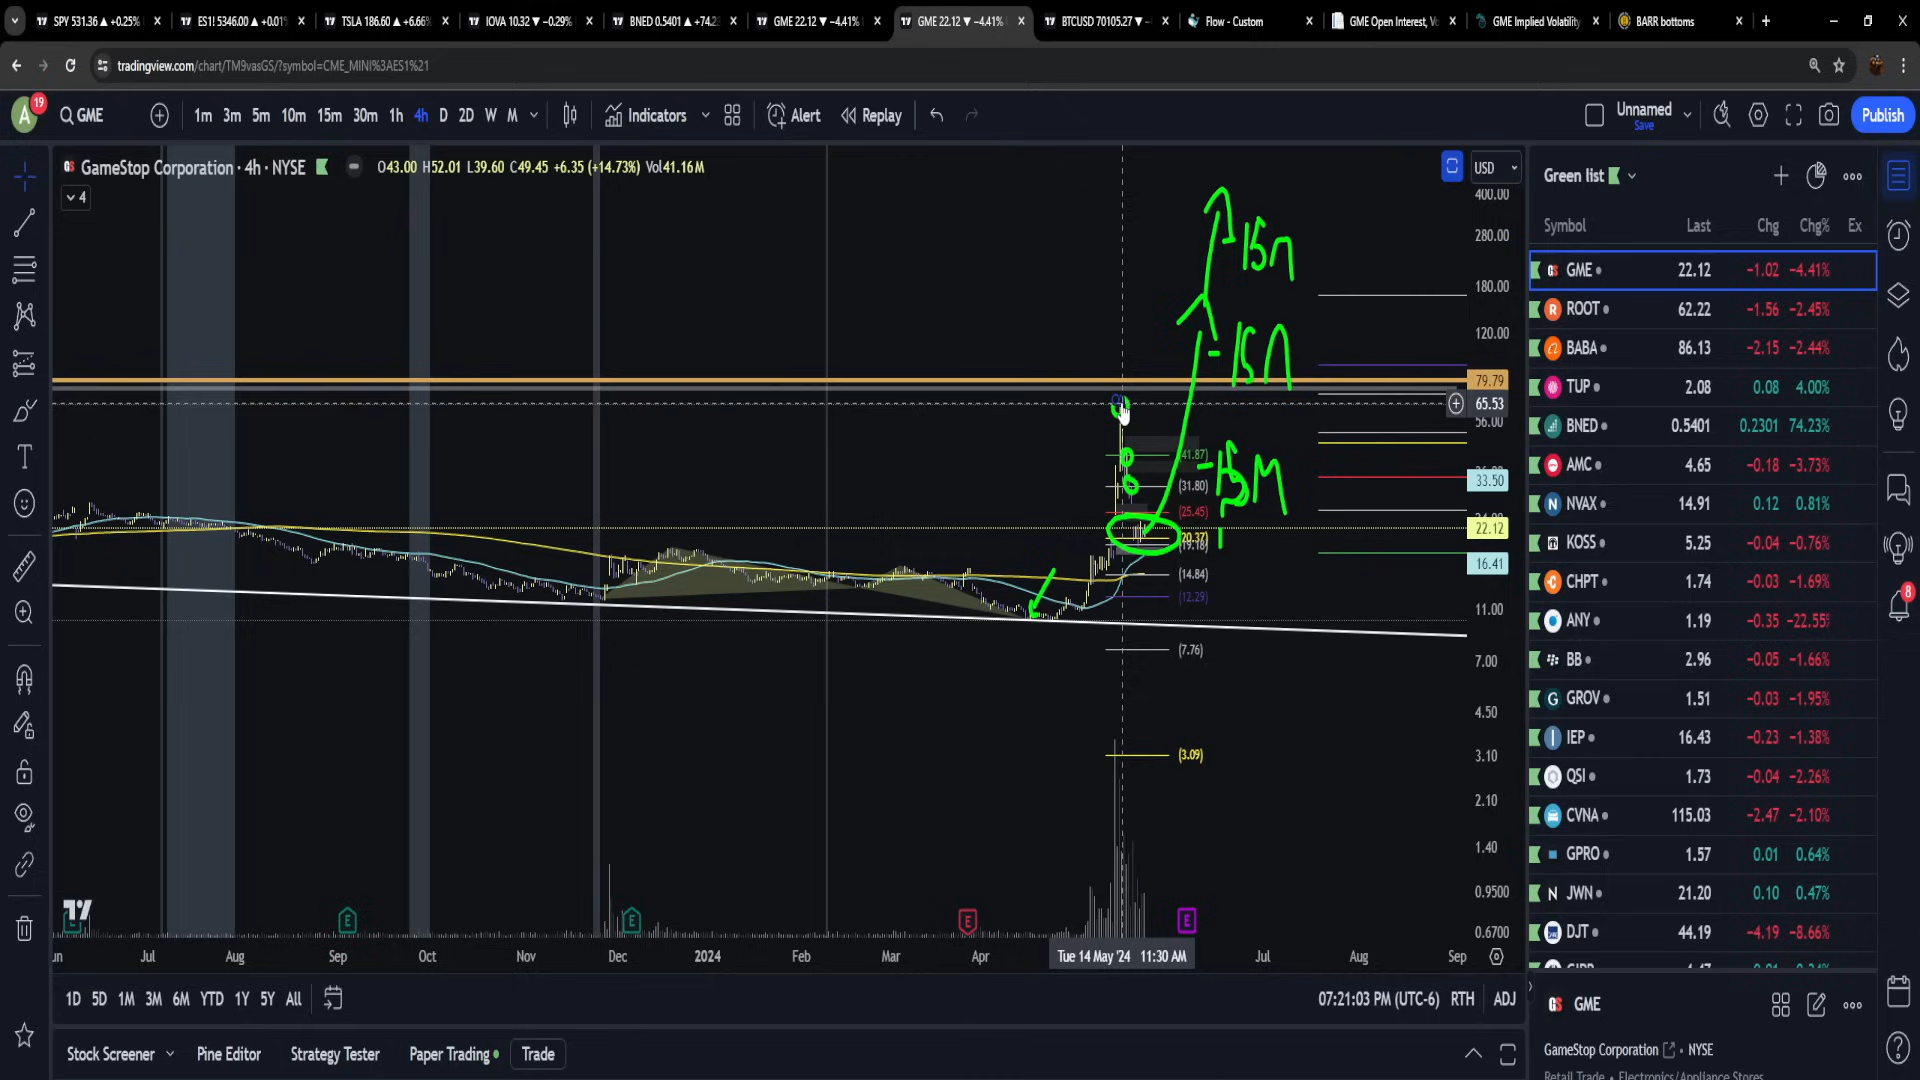 SPY 531.36 ▲ +0.25%
ES1! 5346.00 ▲ +0.01%
TSLA 186.60 ▲ +6.66%
IOVA 10.32 ▼ −0.29%
BNED 0.5401 ▲ +74.23
GME 22.12 ▼ −4.41%
GME 22.12 ▼ −4.41%
BTCUSD 70105.27 ▼ −
Flow - Custom
GME Open Interest, Vo
GME Implied Volatility
BARR bottoms
tradingview.com/chart/TM9vasGS/?symbol=CME_MINI%3AES1%21
A 19
GME
1m 3m 5m 10m 15m 30m 1h 4h D 2D W M
Indicators
Alert
Replay
Unnamed
Save
Publish
GameStop Corporation · 4h · NYSE
O43.00 H52.01 L39.60 C49.45 +6.35 (+14.73%) Vol41.16M
4
USD
400.00
280.00
180.00
120.00
79.79
65.53
56.00
33.50
22.12
16.41
11.00
7.00
4.50
3.10
2.10
1.40
0.9500
0.6700
-15M
(41.87)
(31.80)
(25.45)
(20.37)
(19.18)
(14.84)
(12.29)
(7.76)
(3.09)
E
E
E
E
Jul Aug Sep Oct Nov Dec 2024 Feb Mar Apr
Tue 14 May '24 11:30 AM
Jul Aug Sep
1D 5D 1M 3M 6M YTD 1Y 5Y All
07:21:03 PM (UTC-6) RTH ADJ
Stock Screener
Pine Editor
Strategy Tester
Paper Trading
Trade
Green list
Symbol Last Chg Chg% Ex
GME 22.12 −1.02 −4.41%
ROOT 62.22 −1.56 −2.45%
BABA 86.13 −2.15 −2.44%
TUP 2.08 0.08 4.00%
BNED 0.5401 0.2301 74.23%
AMC 4.65 −0.18 −3.73%
NVAX 14.91 0.12 0.81%
KOSS 5.25 −0.04 −0.76%
CHPT 1.74 −0.03 −1.69%
ANY 1.19 −0.35 −22.55%
BB 2.96 −0.05 −1.66%
GROV 1.51 −0.03 −1.95%
IEP 16.43 −0.23 −1.38%
QSI 1.73 −0.04 −2.26%
CVNA 115.03 −2.47 −2.10%
GPRO 1.57 0.01 0.64%
JWN 21.20 0.10 0.47%
DJT 44.19 −4.19 −8.66%
8
GME
GameStop Corporation · NYSE
Retail Trade · Electronics/Appliance Stores